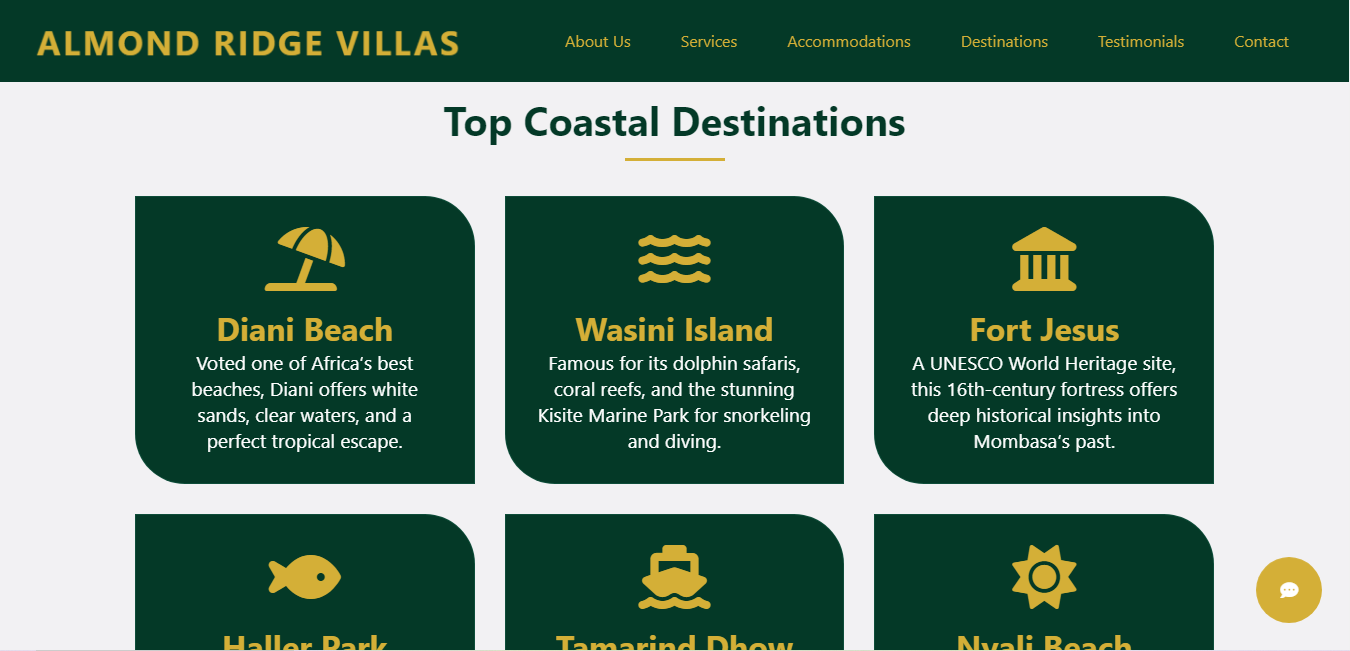 ALMOND RIDGE VILLAS
About Us Services Accommodations Destinations Testimonials Contact
Top Coastal Destinations
Diani Beach
Voted one of Africa's best
beaches, Diani offers white
sands, clear waters, and a
perfect tropical escape.
Wasini Island
Famous for its dolphin safaris,
coral reefs, and the stunning
Kisite Marine Park for snorkeling
and diving.
Fort Jesus
A UNESCO World Heritage site,
this 16th-century fortress offers
deep historical insights into
Mombasa's past.
Haller Park
Tamarind Dhow
Nyali Beach